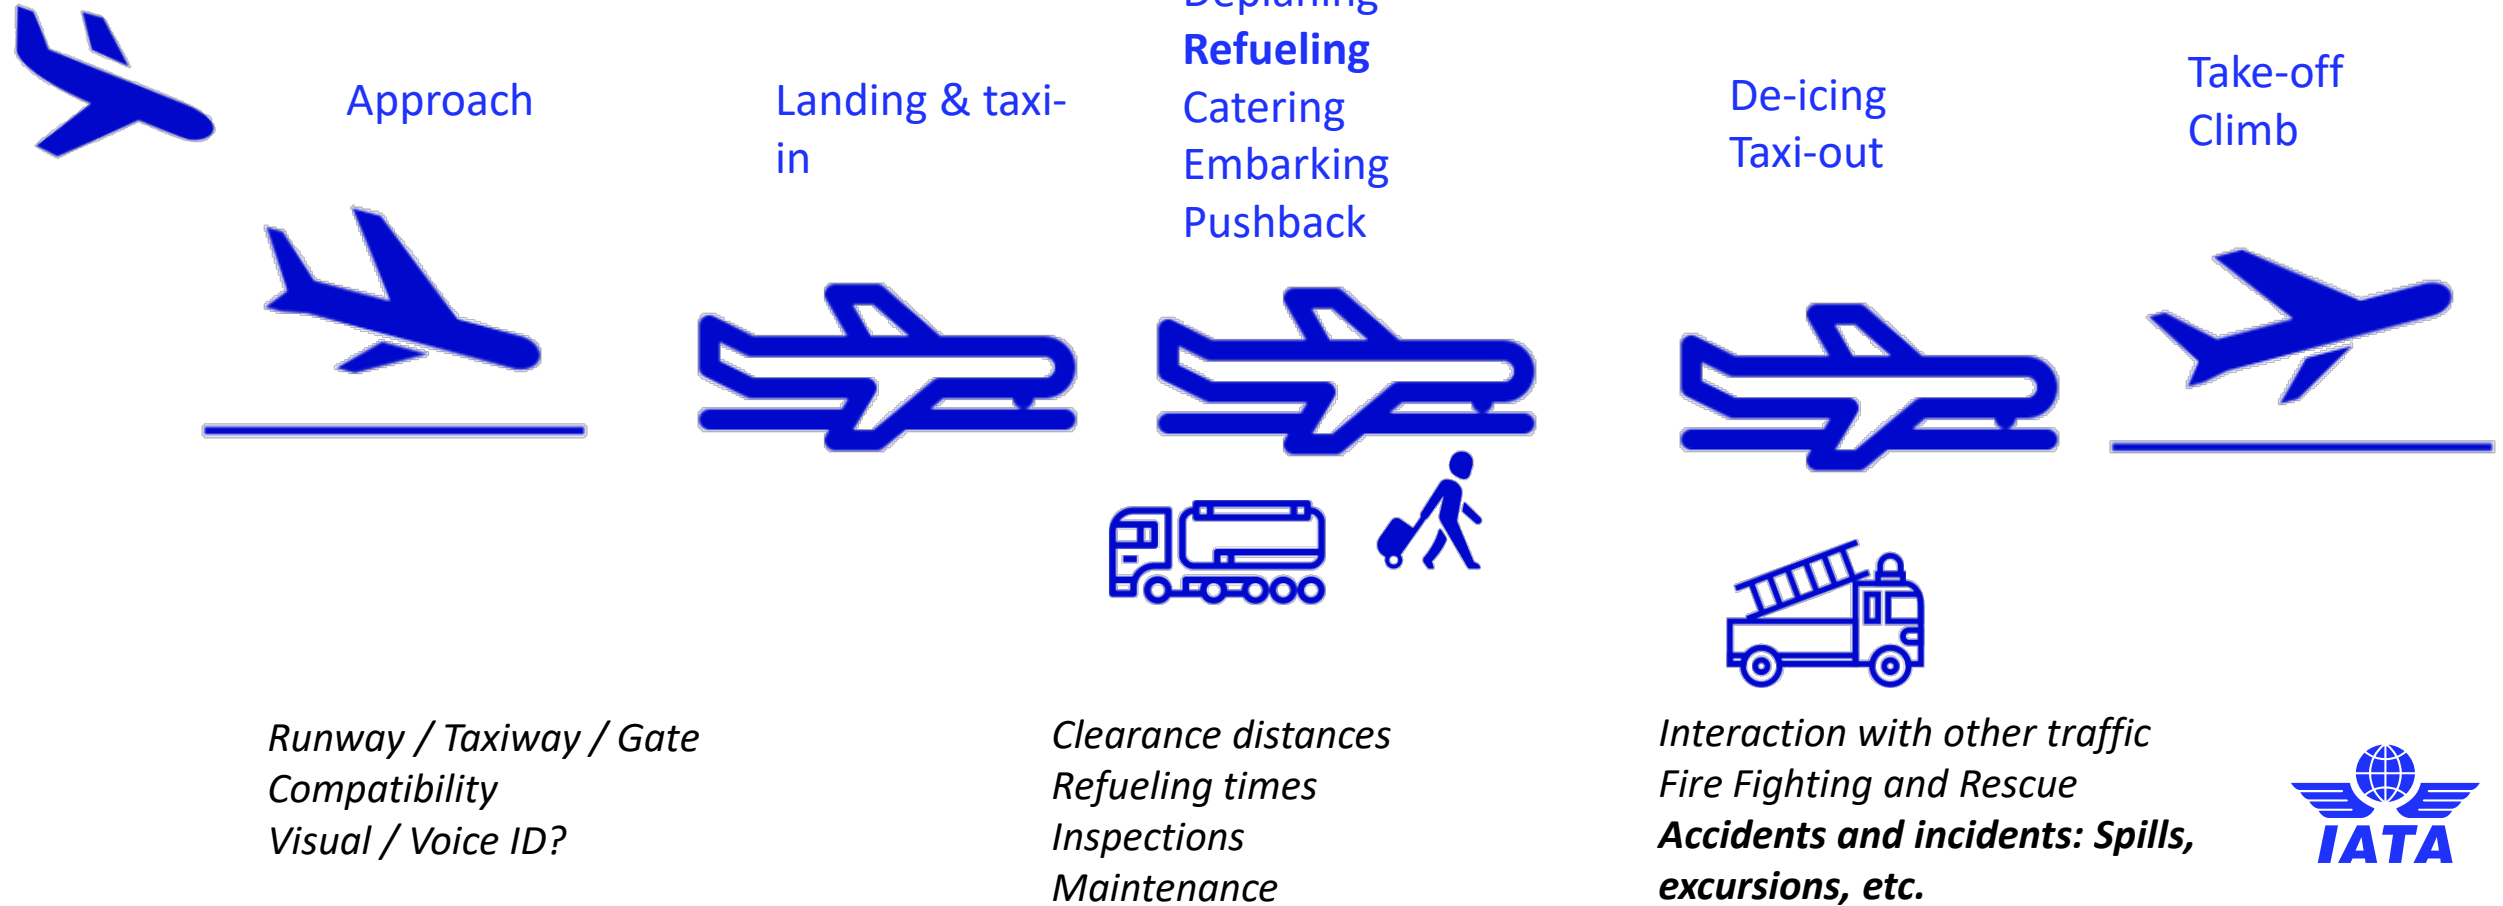 Approach
Landing & taxi-
in
Deplaning
Refueling
Catering
Embarking
Pushback
De-icing
Taxi-out
Take-off
Climb
Runway / Taxiway / Gate
Compatibility
Visual / Voice ID?
Clearance distances
Refueling times
Inspections
Maintenance
Interaction with other traffic
Fire Fighting and Rescue
Accidents and incidents: Spills,
excursions, etc.
IATA